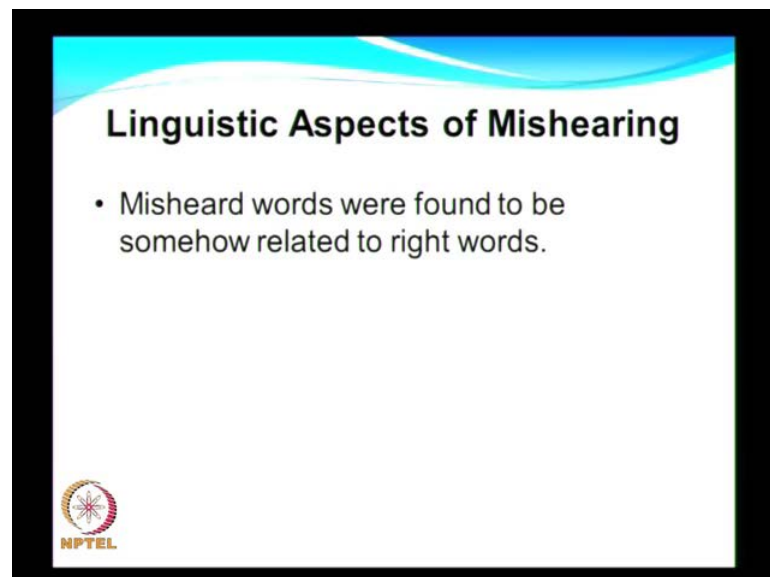 Linguistic Aspects of Mishearing
• Misheard words were found to be
somehow related to right words.
NPTEL